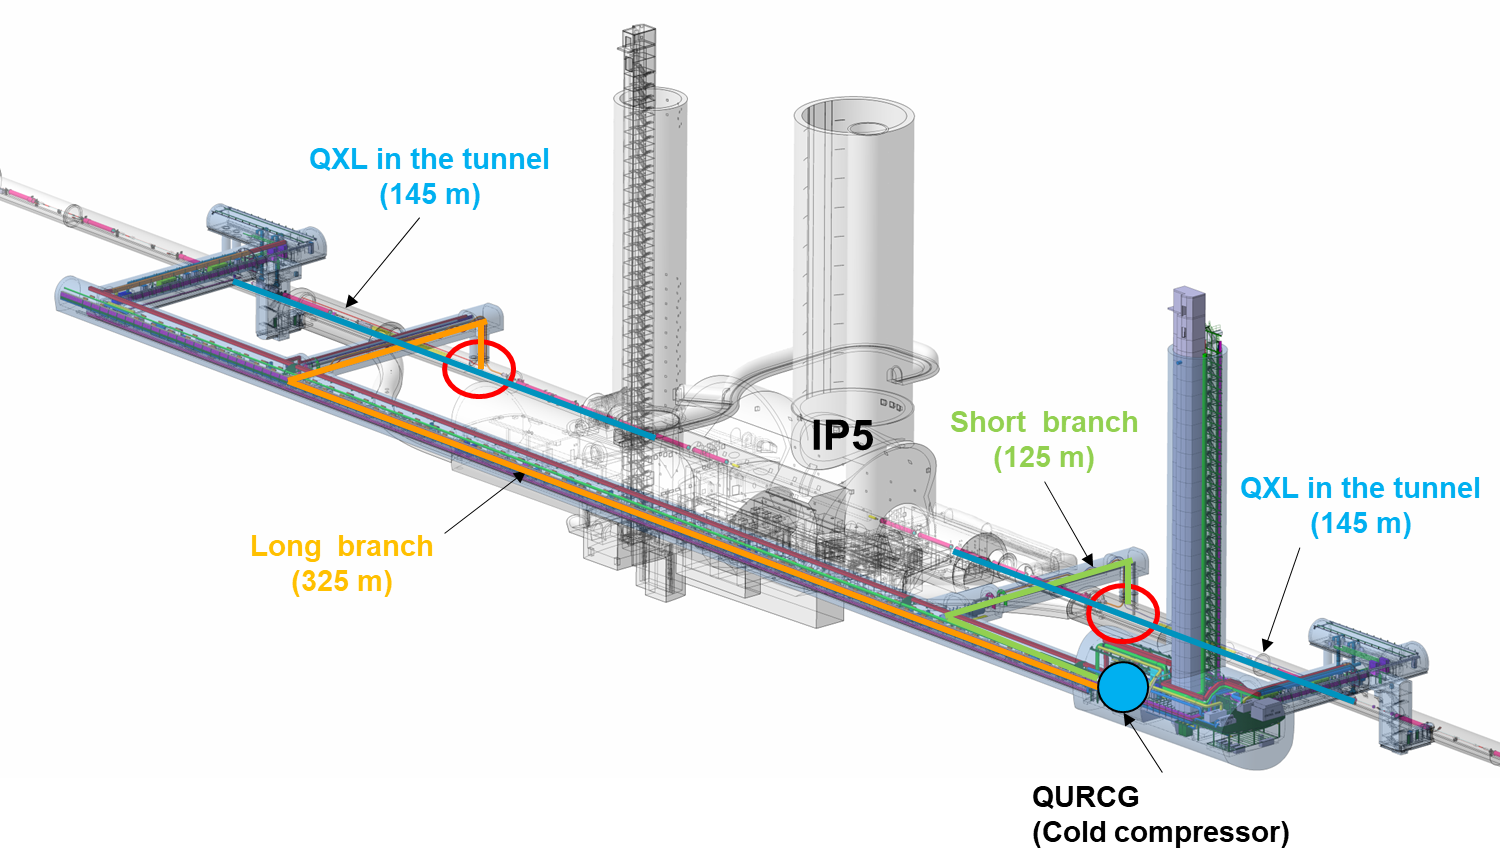 QXL in the tunnel
(145 m)
IP5
Short branch
(125 m)
QXL in the tunnel
(145 m)
Long branch
(325 m)
QURCG
(Cold compressor)